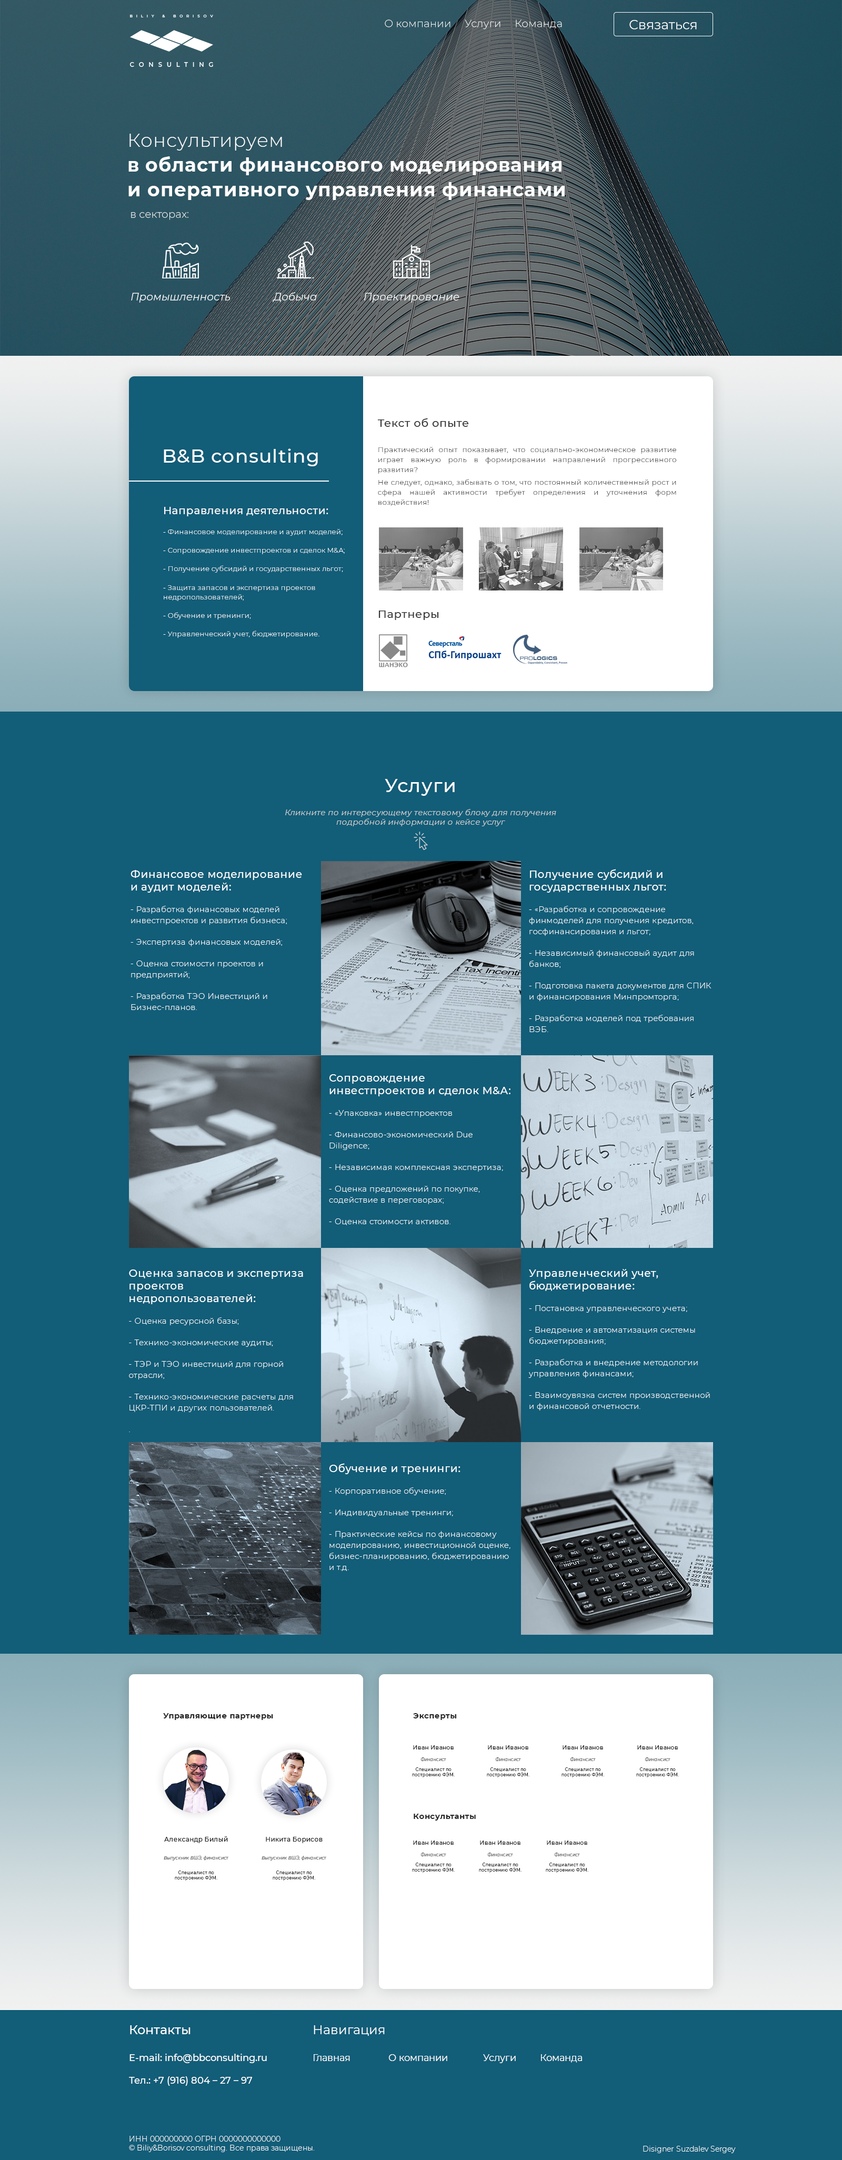 BILIY & BORISOV
CONSULTING
О компании Услуги Команда
Связаться
Консультируем
в области финансового моделирования
и оперативного управления финансами
в секторах:
Промышленность Добыча Проектирование
B&B consulting
Направления деятельности:
- Финансовое моделирование и аудит моделей;
- Сопровождение инвестпроектов и сделок M&A;
- Получение субсидий и государственных льгот;
- Защита запасов и экспертиза проектов
недропользователей;
- Обучение и тренинги;
- Управленческий учет, бюджетирование.
Текст об опыте
Практический опыт показывает, что социально-экономическое развитие
играет важную роль в формировании направлений прогрессивного
развития?
Не следует, однако, забывать о том, что постоянный количественный рост и
сфера нашей активности требует определения и уточнения форм
воздействия!
Партнеры
ШАНЭКО
Северсталь
СПб-Гипрошахт
PROLOGICS
Услуги
Кликните по интересующему текстовому блоку для получения
подробной информации о кейсе услуг
Финансовое моделирование
и аудит моделей:
- Разработка финансовых моделей
инвестпроектов и развития бизнеса;
- Экспертиза финансовых моделей;
- Оценка стоимости проектов и
предприятий;
- Разработка ТЭО Инвестиций и
Бизнес-планов.
Tax Incenti
Получение субсидий и
государственных льгот:
- «Разработка и сопровождение
финмоделей для получения кредитов,
госфинансирования и льгот;
- Независимый финансовый аудит для
банков;
- Подготовка пакета документов для СПИК
и финансирования Минпромторга;
- Разработка моделей под требования
ВЭБ.
Сопровождение
инвестпроектов и сделок M&A:
- «Упаковка» инвестпроектов
- Финансово-экономический Due
Diligence;
- Независимая комплексная экспертиза;
- Оценка предложений по покупке,
содействие в переговорах;
- Оценка стоимости активов.
WEEK 3: Design
WEEK 4: Design
WEEK 5: Design
WEEK 6: Dev
WEEK 7: Dev
ADMIN
Оценка запасов и экспертиза
проектов
недропользователей:
- Оценка ресурсной базы;
- Технико-экономические аудиты;
- ТЭР и ТЭО инвестиций для горной
отрасли;
- Технико-экономические расчеты для
ЦКР-ТПИ и других пользователей.
Управленческий учет,
бюджетирование:
- Постановка управленческого учета;
- Внедрение и автоматизация системы
бюджетирования;
- Разработка и внедрение методологии
управления финансами;
- Взаимоувязка систем производственной
и финансовой отчетности.
Обучение и тренинги:
- Корпоративное обучение;
- Индивидуальные тренинги;
- Практические кейсы по финансовому
моделированию, инвестиционной оценке,
бизнес-планированию, бюджетированию
и т.д.
Управляющие партнеры
Александр Билый Никита Борисов
Выпускник ВШЭ, финансист Выпускник ВШЭ, финансист
Специалист по Специалист по
построению ФЭМ. построению ФЭМ.
Эксперты
Иван Иванов Иван Иванов Иван Иванов Иван Иванов
Финансист Финансист Финансист Финансист
Специалист по Специалист по Специалист по Специалист по
построению ФЭМ. построению ФЭМ. построению ФЭМ. построению ФЭМ.
Консультанты
Иван Иванов Иван Иванов Иван Иванов
Финансист Финансист Финансист
Специалист по Специалист по Специалист по
построению ФЭМ. построению ФЭМ. построению ФЭМ.
Контакты
E-mail: info@bbconsulting.ru
Тел.: +7 (916) 804 – 27 – 97
Навигация
Главная О компании Услуги Команда
ИНН 000000000 ОГРН 0000000000000
© Biliy&Borisov consulting. Все права защищены.
Disigner Suzdalev Sergey